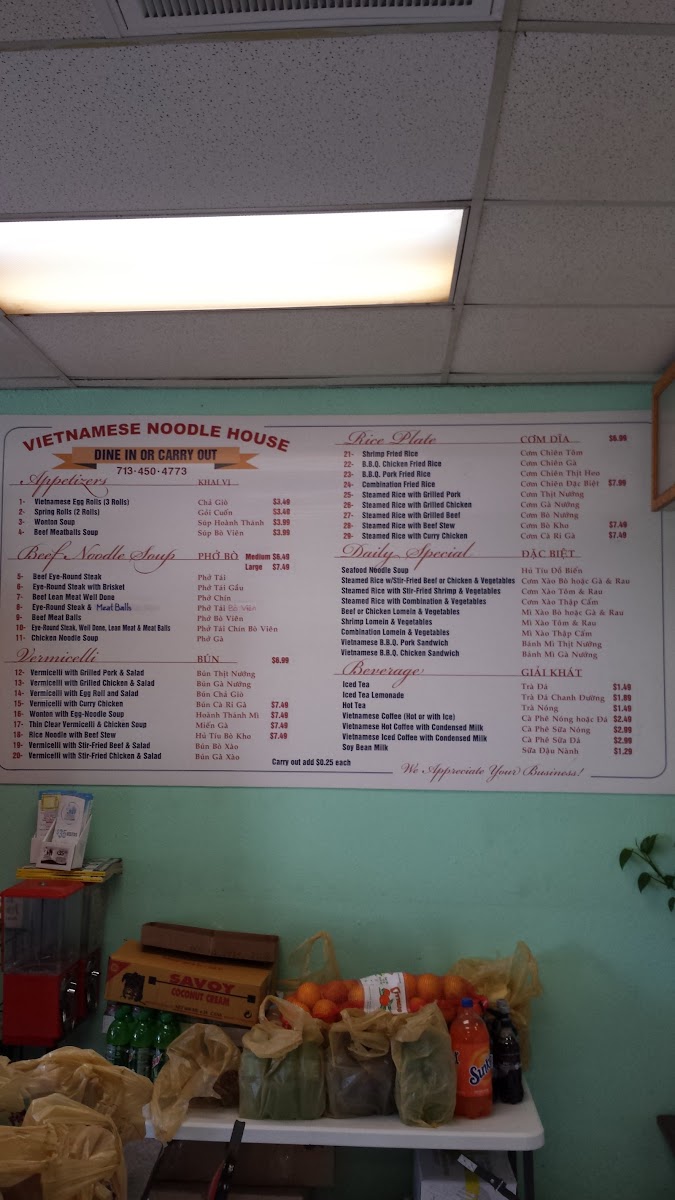 VIETNAMESE NOODLE HOUSE
DINE IN OR CARRY OUT
713·450·4773
Appetizers KHAI VỊ
1- Vietnamese Egg Rolls (3 Rolls) Chả Giò $3.49
2- Spring Rolls (2 Rolls) Gỏi Cuốn $3.49
3- Wonton Soup Súp Hoành Thánh $3.99
4- Beef Meatballs Soup Súp Bò Viên $3.99
Beef Noodle Soup PHỞ BÒ Medium $6.49
Large $7.49
5- Beef Eye-Round Steak Phở Tái
6- Eye-Round Steak with Brisket Phở Tái Gầu
7- Beef Lean Meat Well Done Phở Chín
8- Eye-Round Steak & Meat Balls Phở Tái Bò Viên
9- Beef Meat Balls Phở Bò Viên
10- Eye-Round Steak, Well Done, Lean Meat & Meat Balls Phở Tái Chín Bò Viên
11- Chicken Noodle Soup Phở Gà
Vermicelli BÚN $6.99
12- Vermicelli with Grilled Pork & Salad Bún Thịt Nướng
13- Vermicelli with Grilled Chicken & Salad Bún Gà Nướng
14- Vermicelli with Egg Roll and Salad Bún Chả Giò
15- Vermicelli with Curry Chicken Bún Cà Ri Gà $7.49
16- Wonton with Egg-Noodle Soup Hoành Thánh Mì $7.49
17- Thin Clear Vermicelli & Chicken Soup Miến Gà $7.49
18- Rice Noodle with Beef Stew Hủ Tíu Bò Kho $7.49
19- Vermicelli with Stir-Fried Beef & Salad Bún Bò Xào
20- Vermicelli with Stir-Fried Chicken & Salad Bún Gà Xào
Carry out add $0.25 each
Rice Plate CƠM DĨA $6.99
21- Shrimp Fried Rice Cơm Chiên Tôm
22- B.B.Q. Chicken Fried Rice Cơm Chiên Gà
23- B.B.Q. Pork Fried Rice Cơm Chiên Thịt Heo
24- Combination Fried Rice Cơm Chiên Đặc Biệt $7.99
25- Steamed Rice with Grilled Pork Cơm Thịt Nướng
26- Steamed Rice with Grilled Chicken Cơm Gà Nướng
27- Steamed Rice with Grilled Beef Cơm Bò Nướng
28- Steamed Rice with Beef Stew Cơm Bò Kho $7.49
29- Steamed Rice with Curry Chicken Cơm Cà Ri Gà $7.49
Daily Special ĐẶC BIỆT
Seafood Noodle Soup Hủ Tíu Đồ Biển
Steamed Rice w/Stir-Fried Beef or Chicken & Vegetables Cơm Xào Bò hoặc Gà & Rau
Steamed Rice with Stir-Fried Shrimp & Vegetables Cơm Xào Tôm & Rau
Steamed Rice with Combination & Vegetables Cơm Xào Thập Cẩm
Beef or Chicken Lomein & Vegetables Mì Xào Bò hoặc Gà & Rau
Shrimp Lomein & Vegetables Mì Xào Tôm & Rau
Combination Lomein & Vegetables Mì Xào Thập Cẩm
Vietnamese B.B.Q. Pork Sandwich Bánh Mì Thịt Nướng
Vietnamese B.B.Q. Chicken Sandwich Bánh Mì Gà Nướng
Beverage GIẢI KHÁT
Iced Tea Trà Đá $1.49
Iced Tea Lemonade Trà Đá Chanh Đường $1.89
Hot Tea Trà Nóng $1.49
Vietnamese Coffee (Hot or with Ice) Cà Phê Nóng hoặc Đá $2.49
Vietnamese Hot Coffee with Condensed Milk Cà Phê Sữa Nóng $2.99
Vietnamese Iced Coffee with Condensed Milk Cà Phê Sữa Đá $2.99
Soy Bean Milk Sữa Đậu Nành $1.29
We Appreciate Your Business!
SAVOY
COCONUT CREAM